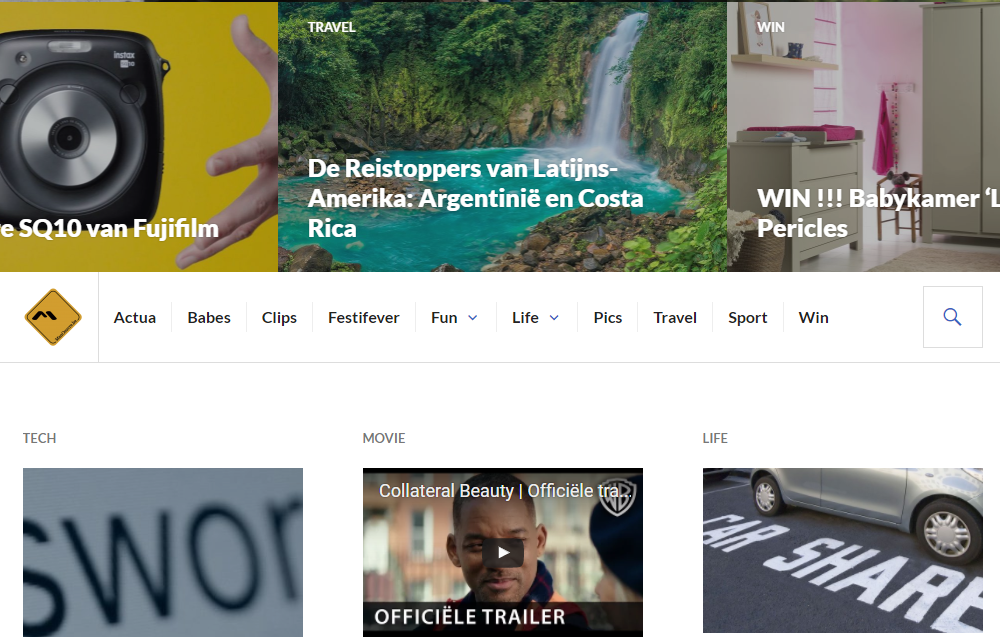 instax
SQ10
e SQ10 van Fujifilm
TRAVEL
De Reistoppers van Latijns-
Amerika: Argentinië en Costa
Rica
WIN
WIN !!! Babykamer ‘L
Pericles
Actua
Babes
Clips
Festifever
Fun
Life
Pics
Travel
Sport
Win
TECH
MOVIE
LIFE
swor
Collateral Beauty | Officiële tra...
WB
OFFICIËLE TRAILER
CAR SHARE